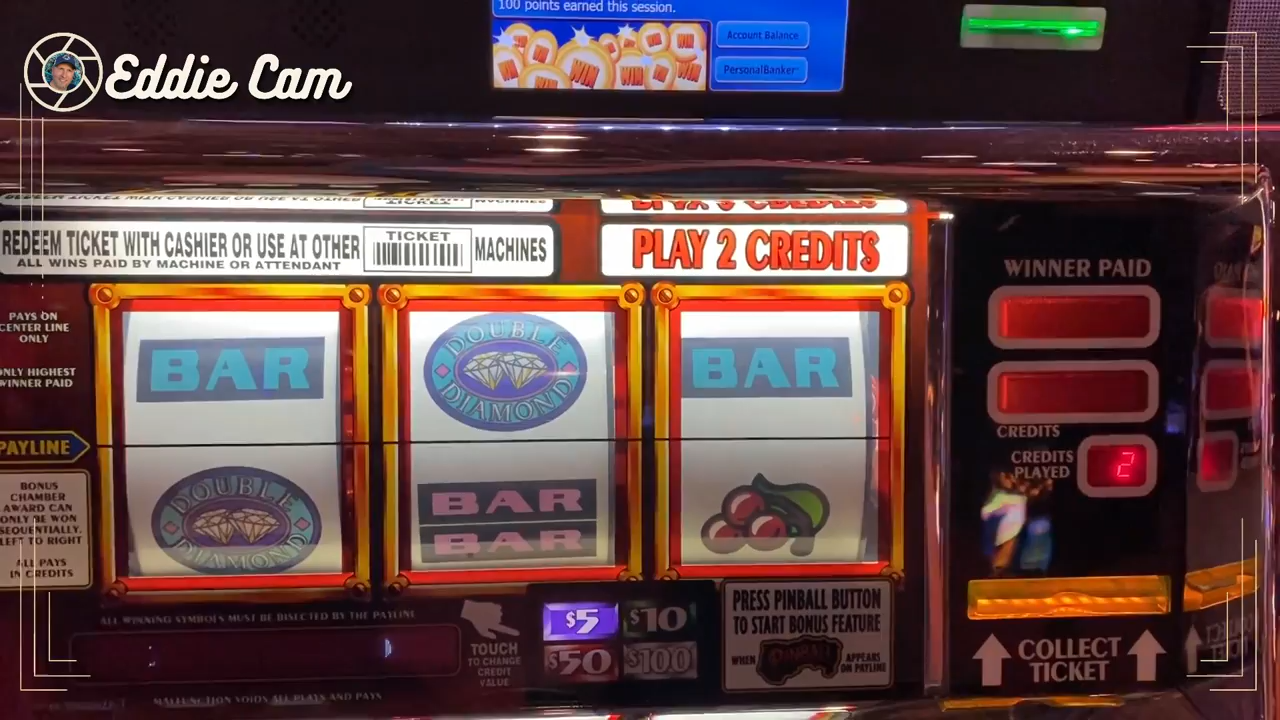 100 points earned this session.
WIN WIN WIN WIN
Account Balance
PersonalBanker
Eddie Cam
REDEEM TICKET WITH CASHIER OR USE AT OTHER
TICKET
MACHINES
ALL WINS PAID BY MACHINE OR ATTENDANT
PLAY 2 CREDITS
WINNER PAID
PAYS ON
CENTER LINE
ONLY
ONLY HIGHEST
WINNER PAID
PAYLINE
BONUS
CHAMBER
AWARD CAN
ONLY BE WON
SEQUENTIALLY,
LEFT TO RIGHT
ALL PAYS
IN CREDITS
BAR
DOUBLE
DIAMOND
BAR
DOUBLE
DIAMOND
BAR
BAR
CREDITS
CREDITS
PLAYED
2
ALL WINNING SYMBOLS MUST BE BISECTED BY THE PAYLINE
TOUCH
TO CHANGE
CREDIT
VALUE
$5
$10
$50
$100
PRESS PINBALL BUTTON
TO START BONUS FEATURE
WHEN PINBALL APPEARS
ON PAYLINE
COLLECT
TICKET
MALFUNCTION VOIDS ALL PLAYS AND PAYS